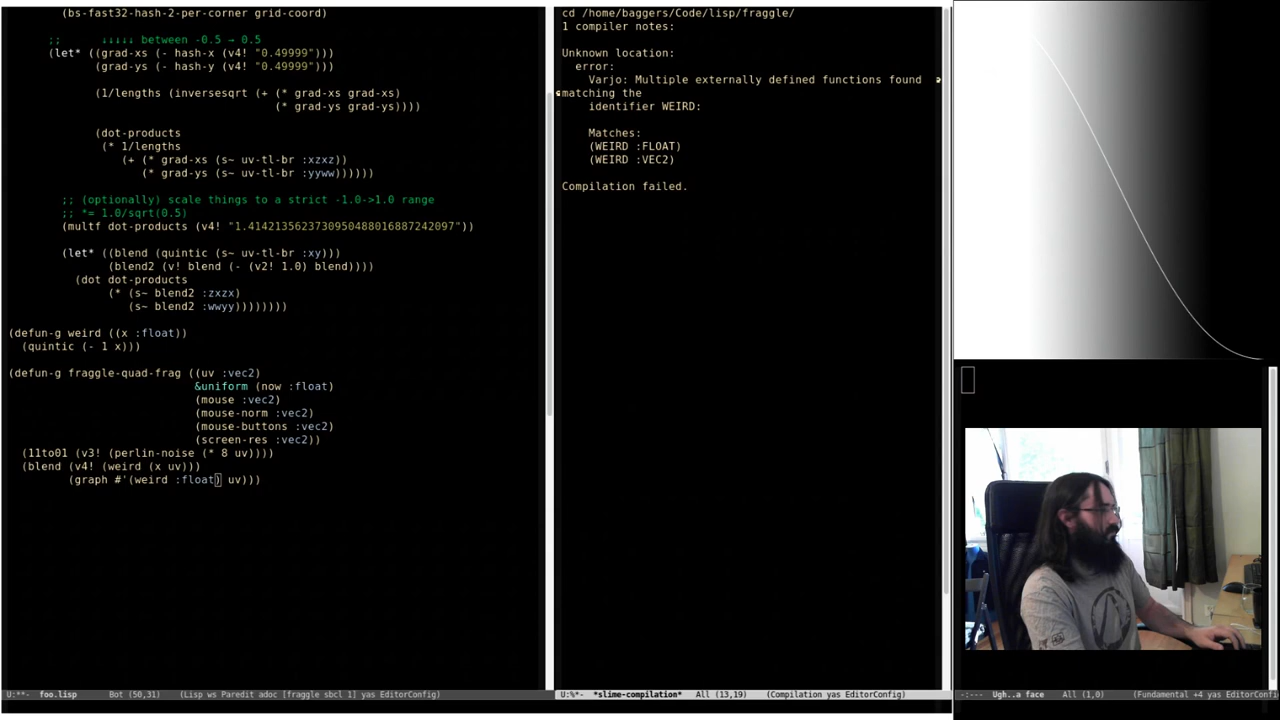 (bs-fast32-hash-2-per-corner grid-coord)
;; ↓↓↓↓↓ between -0.5 → 0.5
(let* ((grad-xs (- hash-x (v4! "0.49999")))
(grad-ys (- hash-y (v4! "0.49999")))
(1/lengths (inversesqrt (+ (* grad-xs grad-xs)
(* grad-ys grad-ys))))
(dot-products
(* 1/lengths
(+ (* grad-xs (s~ uv-tl-br :xzxz))
(* grad-ys (s~ uv-tl-br :yyww))))))
;; (optionally) scale things to a strict -1.0->1.0 range
;; *= 1.0/sqrt(0.5)
(multf dot-products (v4! "1.4142135623730950488016887242097"))
(let* ((blend (quintic (s~ uv-tl-br :xy)))
(blend2 (v! blend (- (v2! 1.0) blend))))
(dot dot-products
(* (s~ blend2 :zxzx)
(s~ blend2 :wwyy))))))))
(defun-g weird ((x :float))
(quintic (- 1 x)))
(defun-g fraggle-quad-frag ((uv :vec2)
&uniform (now :float)
(mouse :vec2)
(mouse-norm :vec2)
(mouse-buttons :vec2)
(screen-res :vec2))
(11to01 (v3! (perlin-noise (* 8 uv))))
(blend (v4! (weird (x uv)))
(graph #'(weird :float) uv)))
U:**- foo.lisp Bot (50,31) (Lisp ws Paredit adoc [fraggle sbcl 1] yas EditorConfig)
cd /home/baggers/Code/lisp/fraggle/
1 compiler notes:
Unknown location:
error:
Varjo: Multiple externally defined functions found
matching the
identifier WEIRD:
Matches:
(WEIRD :FLOAT)
(WEIRD :VEC2)
Compilation failed.
U:%*- *slime-compilation* All (13,19) (Compilation yas EditorConfig)
-:--- Ugh..a face All (1,0) (Fundamental +4 yas EditorConfi